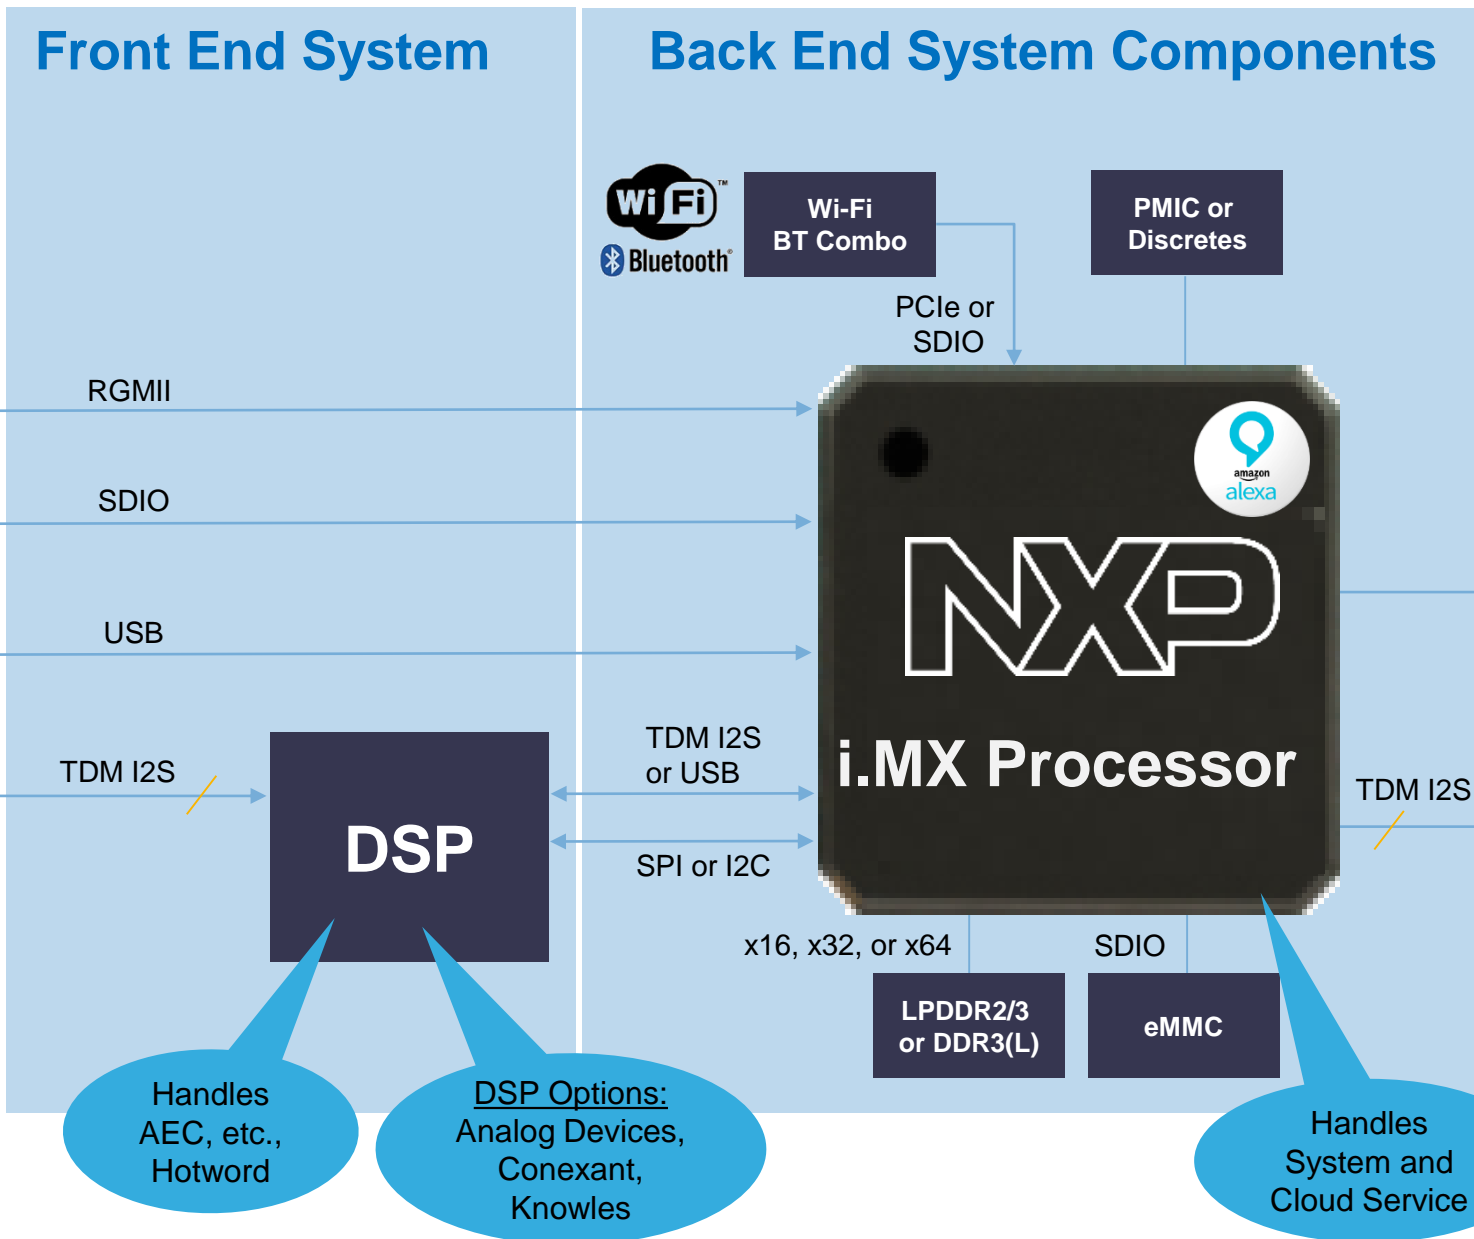 Front End System
Back End System Components
WiFi™
Bluetooth®
Wi-Fi
BT Combo
PMIC or
Discretes
PCIe or
SDIO
RGMII
amazon
alexa
SDIO
NXP
USB
TDM I2S
or USB
i.MX Processor
TDM I2S
TDM I2S
DSP
SPI or I2C
x16, x32, or x64
SDIO
LPDDR2/3
or DDR3(L)
eMMC
Handles
AEC, etc.,
Hotword
DSP Options:
Analog Devices,
Conexant,
Knowles
Handles
System and
Cloud Service